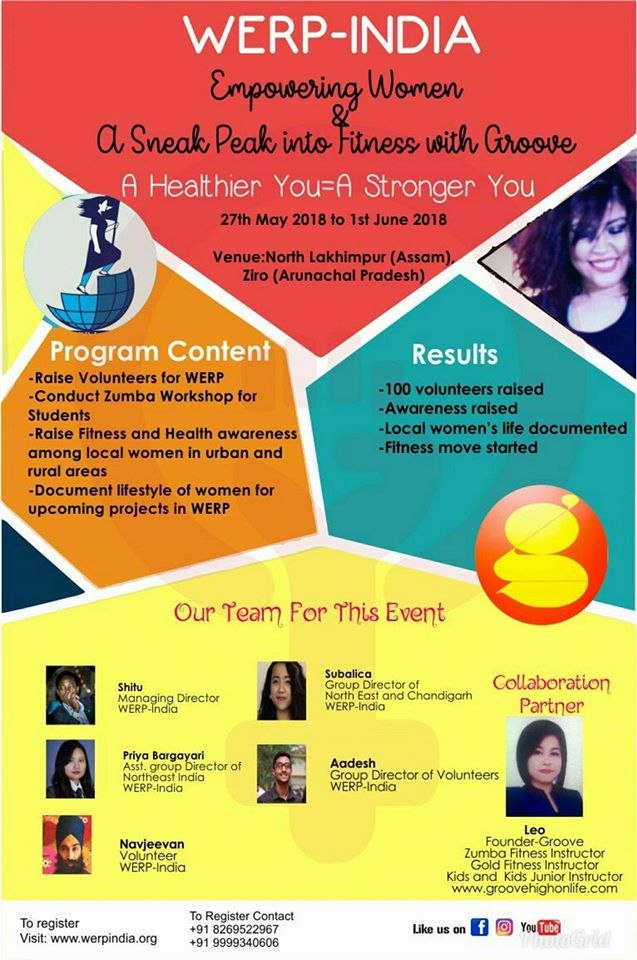 WERP-INDIA
Empowering Women
&
A Sneak Peak into Fitness with Groove
A Healthier You=A Stronger You
27th May 2018 to 1st June 2018
Venue:North Lakhimpur (Assam),
Ziro (Arunachal Pradesh)
Program Content
-Raise Volunteers for WERP
-Conduct Zumba Workshop for
Students
-Raise Fitness and Health awareness
among local women in urban and
rural areas
-Document lifestyle of women for
upcoming projects in WERP
Results
-100 volunteers raised
-Awareness raised
-Local women's life documented
-Fitness move started
g
Our Team For This Event
Shitu
Managing Director
WERP-India
Subalica
Group Director of
North East and Chandigarh
WERP-India
Priya Bargayari
Asst. group Director of
Northeast India
WERP-India
Aadesh
Group Director of Volunteers
WERP-India
Navjeevan
Volunteer
WERP-India
Collaboration
Partner
Leo
Founder-Groove
Zumba Fitness Instructor
Gold Fitness Instructor
Kids and Kids Junior Instructor
www.groovehighonlife.com
To register
Visit: www.werpindia.org
To Register Contact
+91 8269522967
+91 9999340606
Like us on f You Tube
PhotoGrid